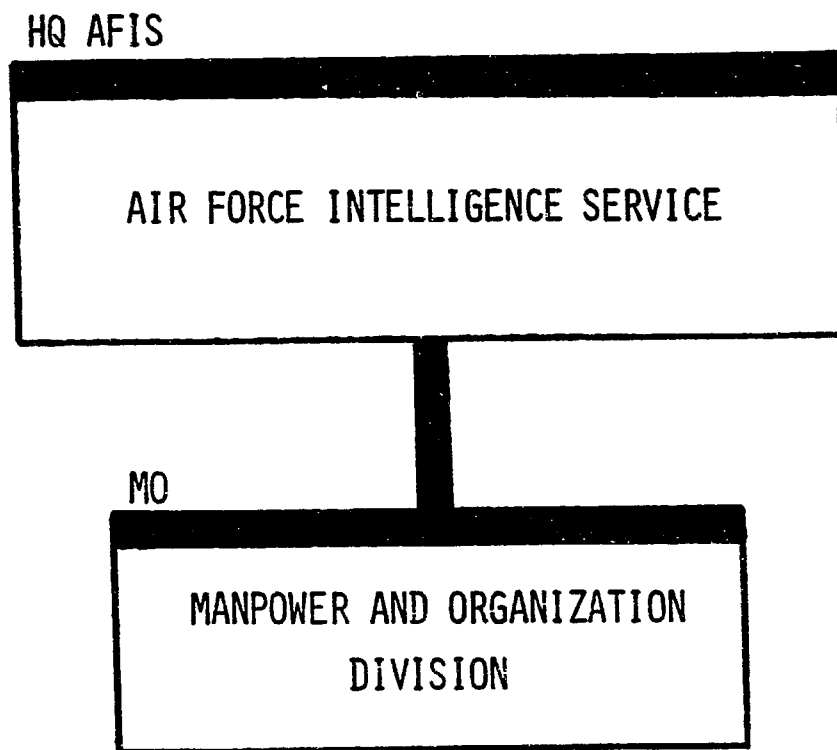 HQ AFIS
AIR FORCE INTELLIGENCE SERVICE
MO
MANPOWER AND ORGANIZATION
DIVISION